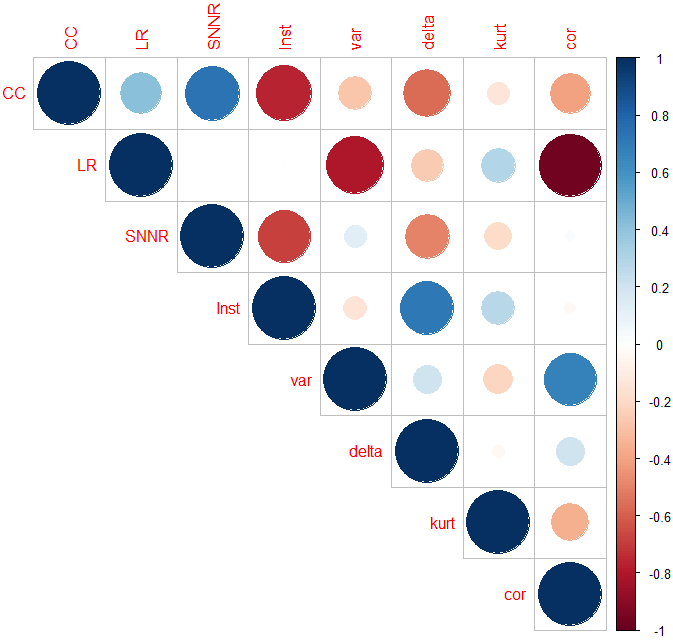 CC LR SNNR Inst var delta kurt cor
CC
LR
SNNR
Inst
var
delta
kurt
cor
1
0.8
0.6
0.4
0.2
0
-0.2
-0.4
-0.6
-0.8
-1